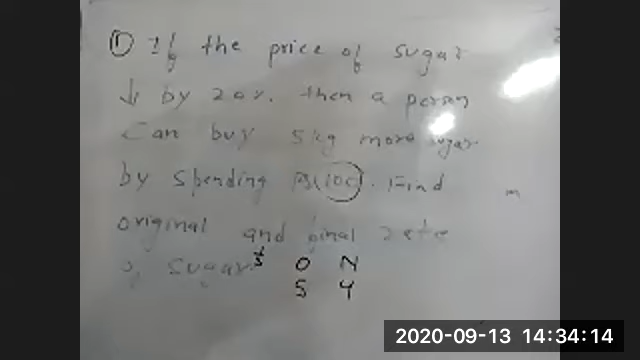 ① If the price of sugar
↓ by 20%. then a person
Can buy 5kg more sugar
by spending Rs(100). Find
original and final rate
of sugar.
O N
5 4
2020-09-13 14:34:14